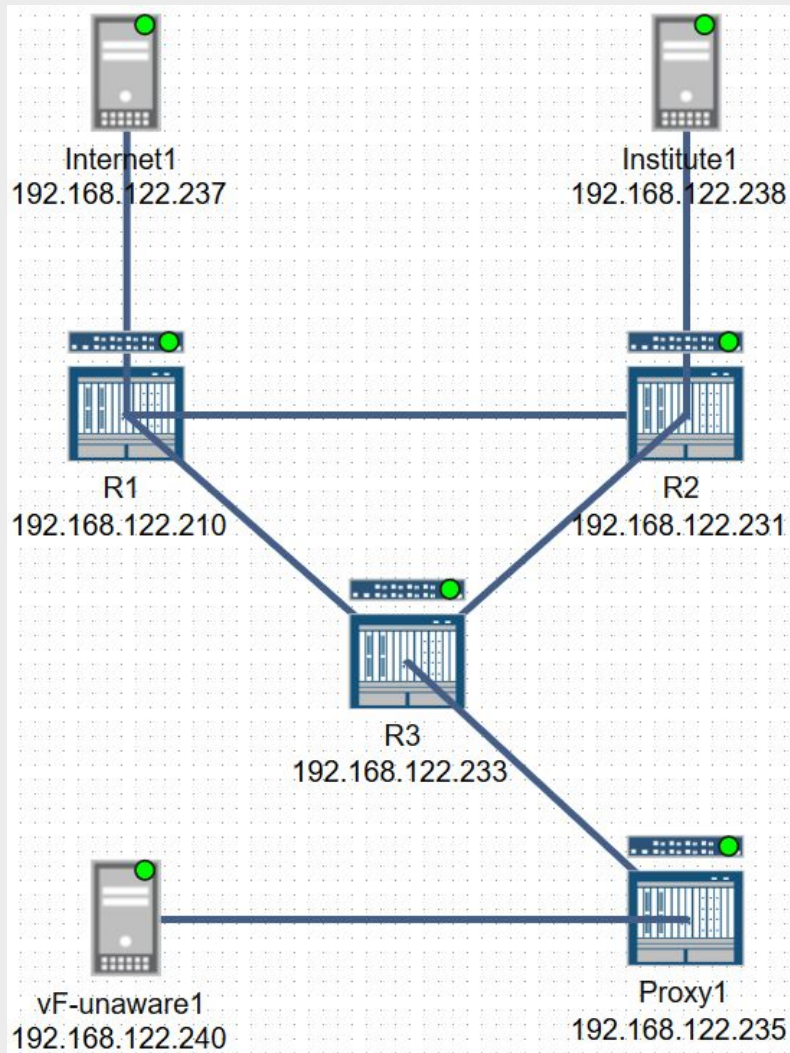 Internet1
192.168.122.237
Institute1
192.168.122.238
R1
192.168.122.210
R2
192.168.122.231
R3
192.168.122.233
vF-unaware1
192.168.122.240
Proxy1
192.168.122.235